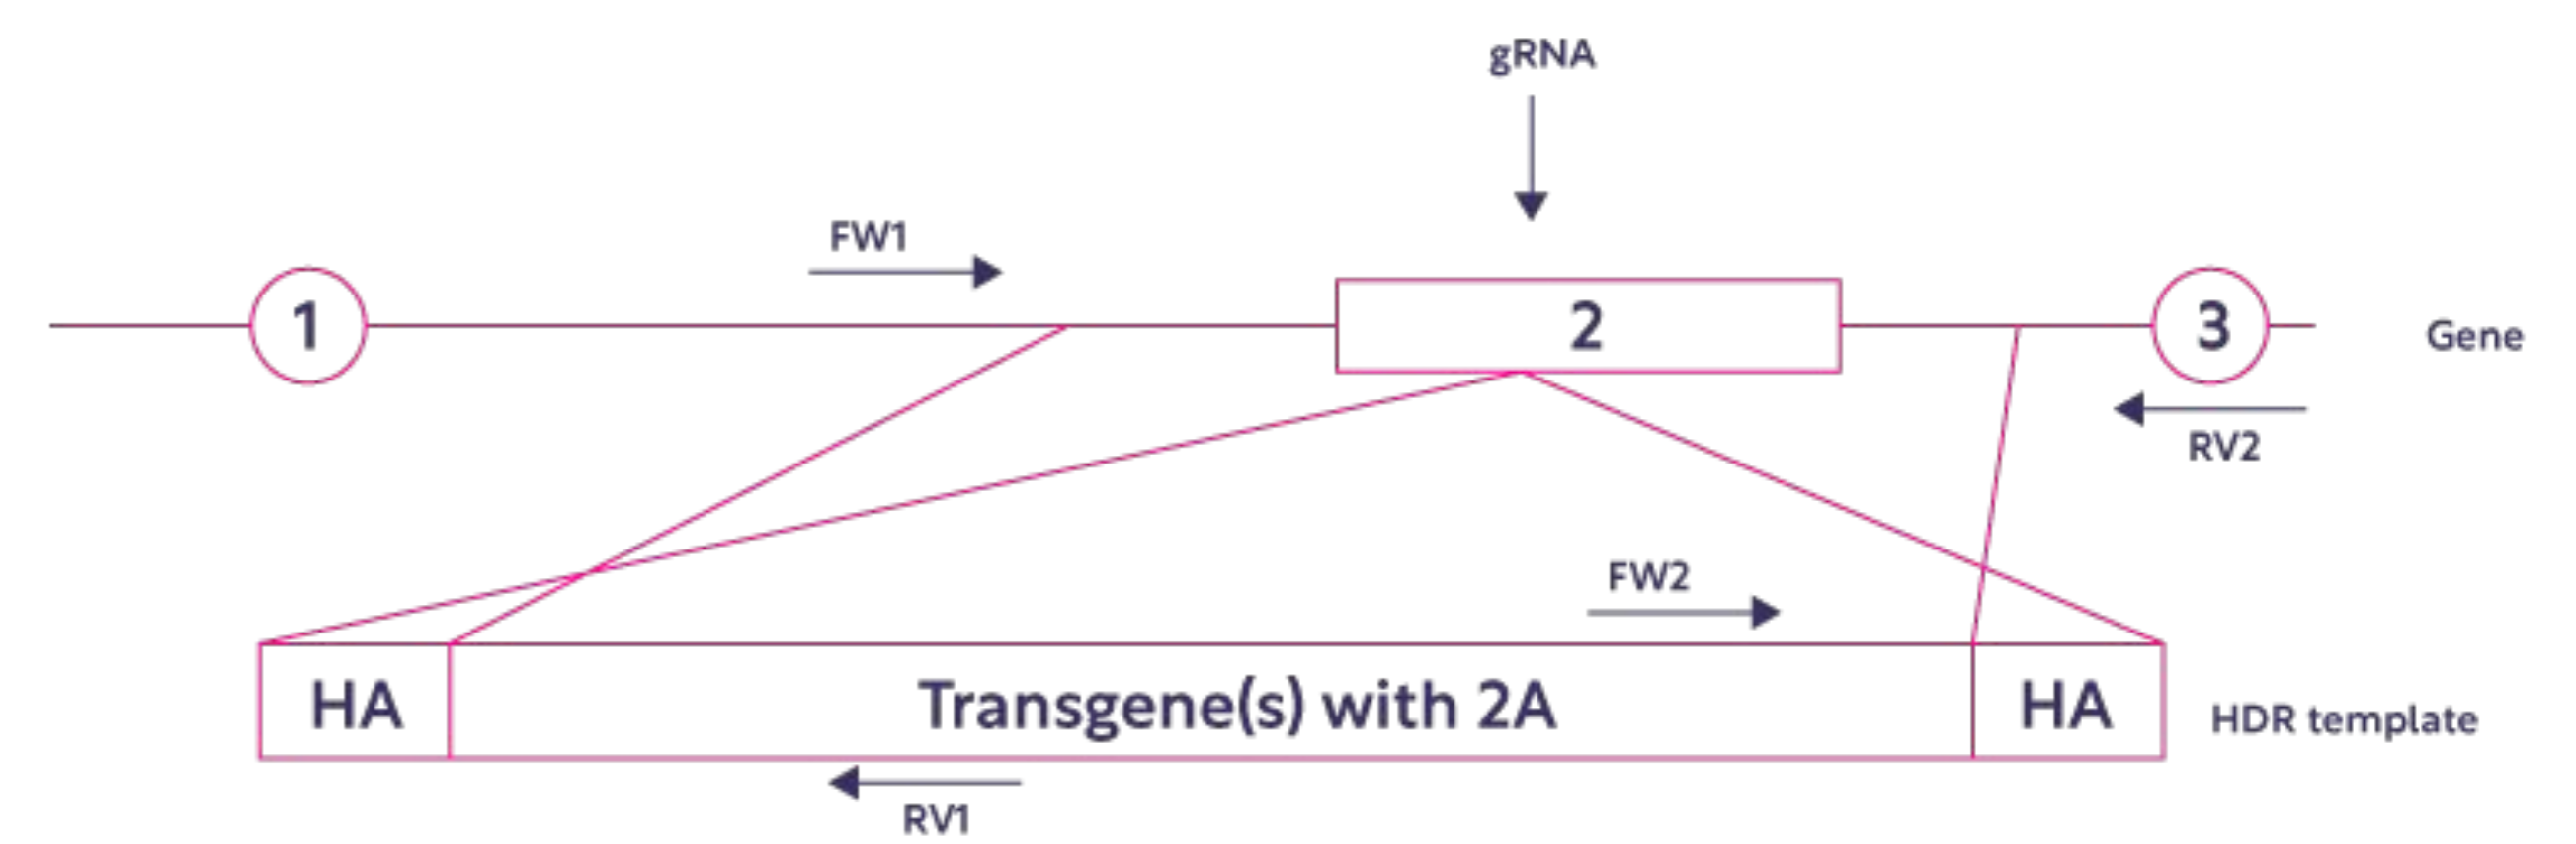 gRNA
FW1
1
2
3
Gene
RV2
FW2
HA
Transgene(s) with 2A
HA
HDR template
RV1